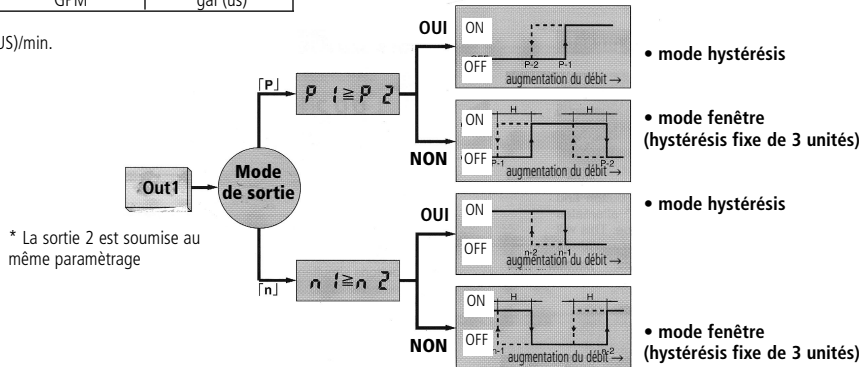 GPM gal (us)
US)/min.
Out1
Mode
de sortie
* La sortie 2 est soumise au
même paramètrage
「P」
P 1≧P 2
OUI
ON
OFF
P-2 P-1
augmentation du débit →
• mode hystérésis
NON
ON
OFF
H H
P-1 P-2
augmentation du débit →
• mode fenêtre
(hystérésis fixe de 3 unités)
「n」
n 1≧n 2
OUI
ON
OFF
n-2 n-1
augmentation du débit →
• mode hystérésis
NON
ON
OFF
H H
n-1 n-2
augmentation du débit →
• mode fenêtre
(hystérésis fixe de 3 unités)